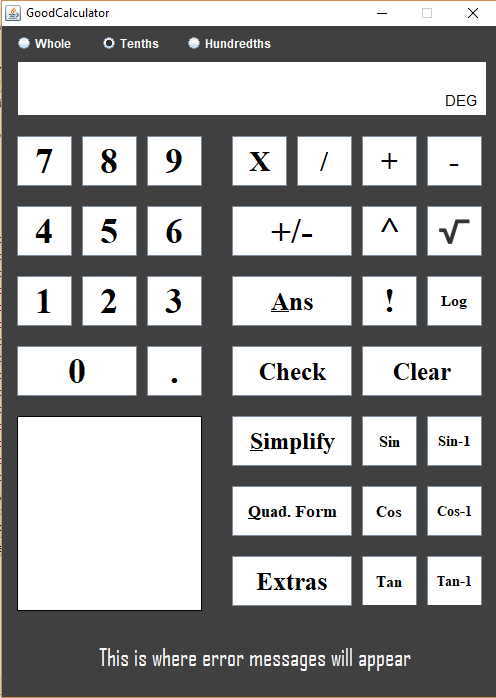 GoodCalculator
Whole Tenths Hundredths
DEG
7 8 9 X / + -
4 5 6 +/- ^ √
1 2 3 Ans ! Log
0 . Check Clear
Simplify Sin Sin-1
Quad. Form Cos Cos-1
Extras Tan Tan-1
This is where error messages will appear